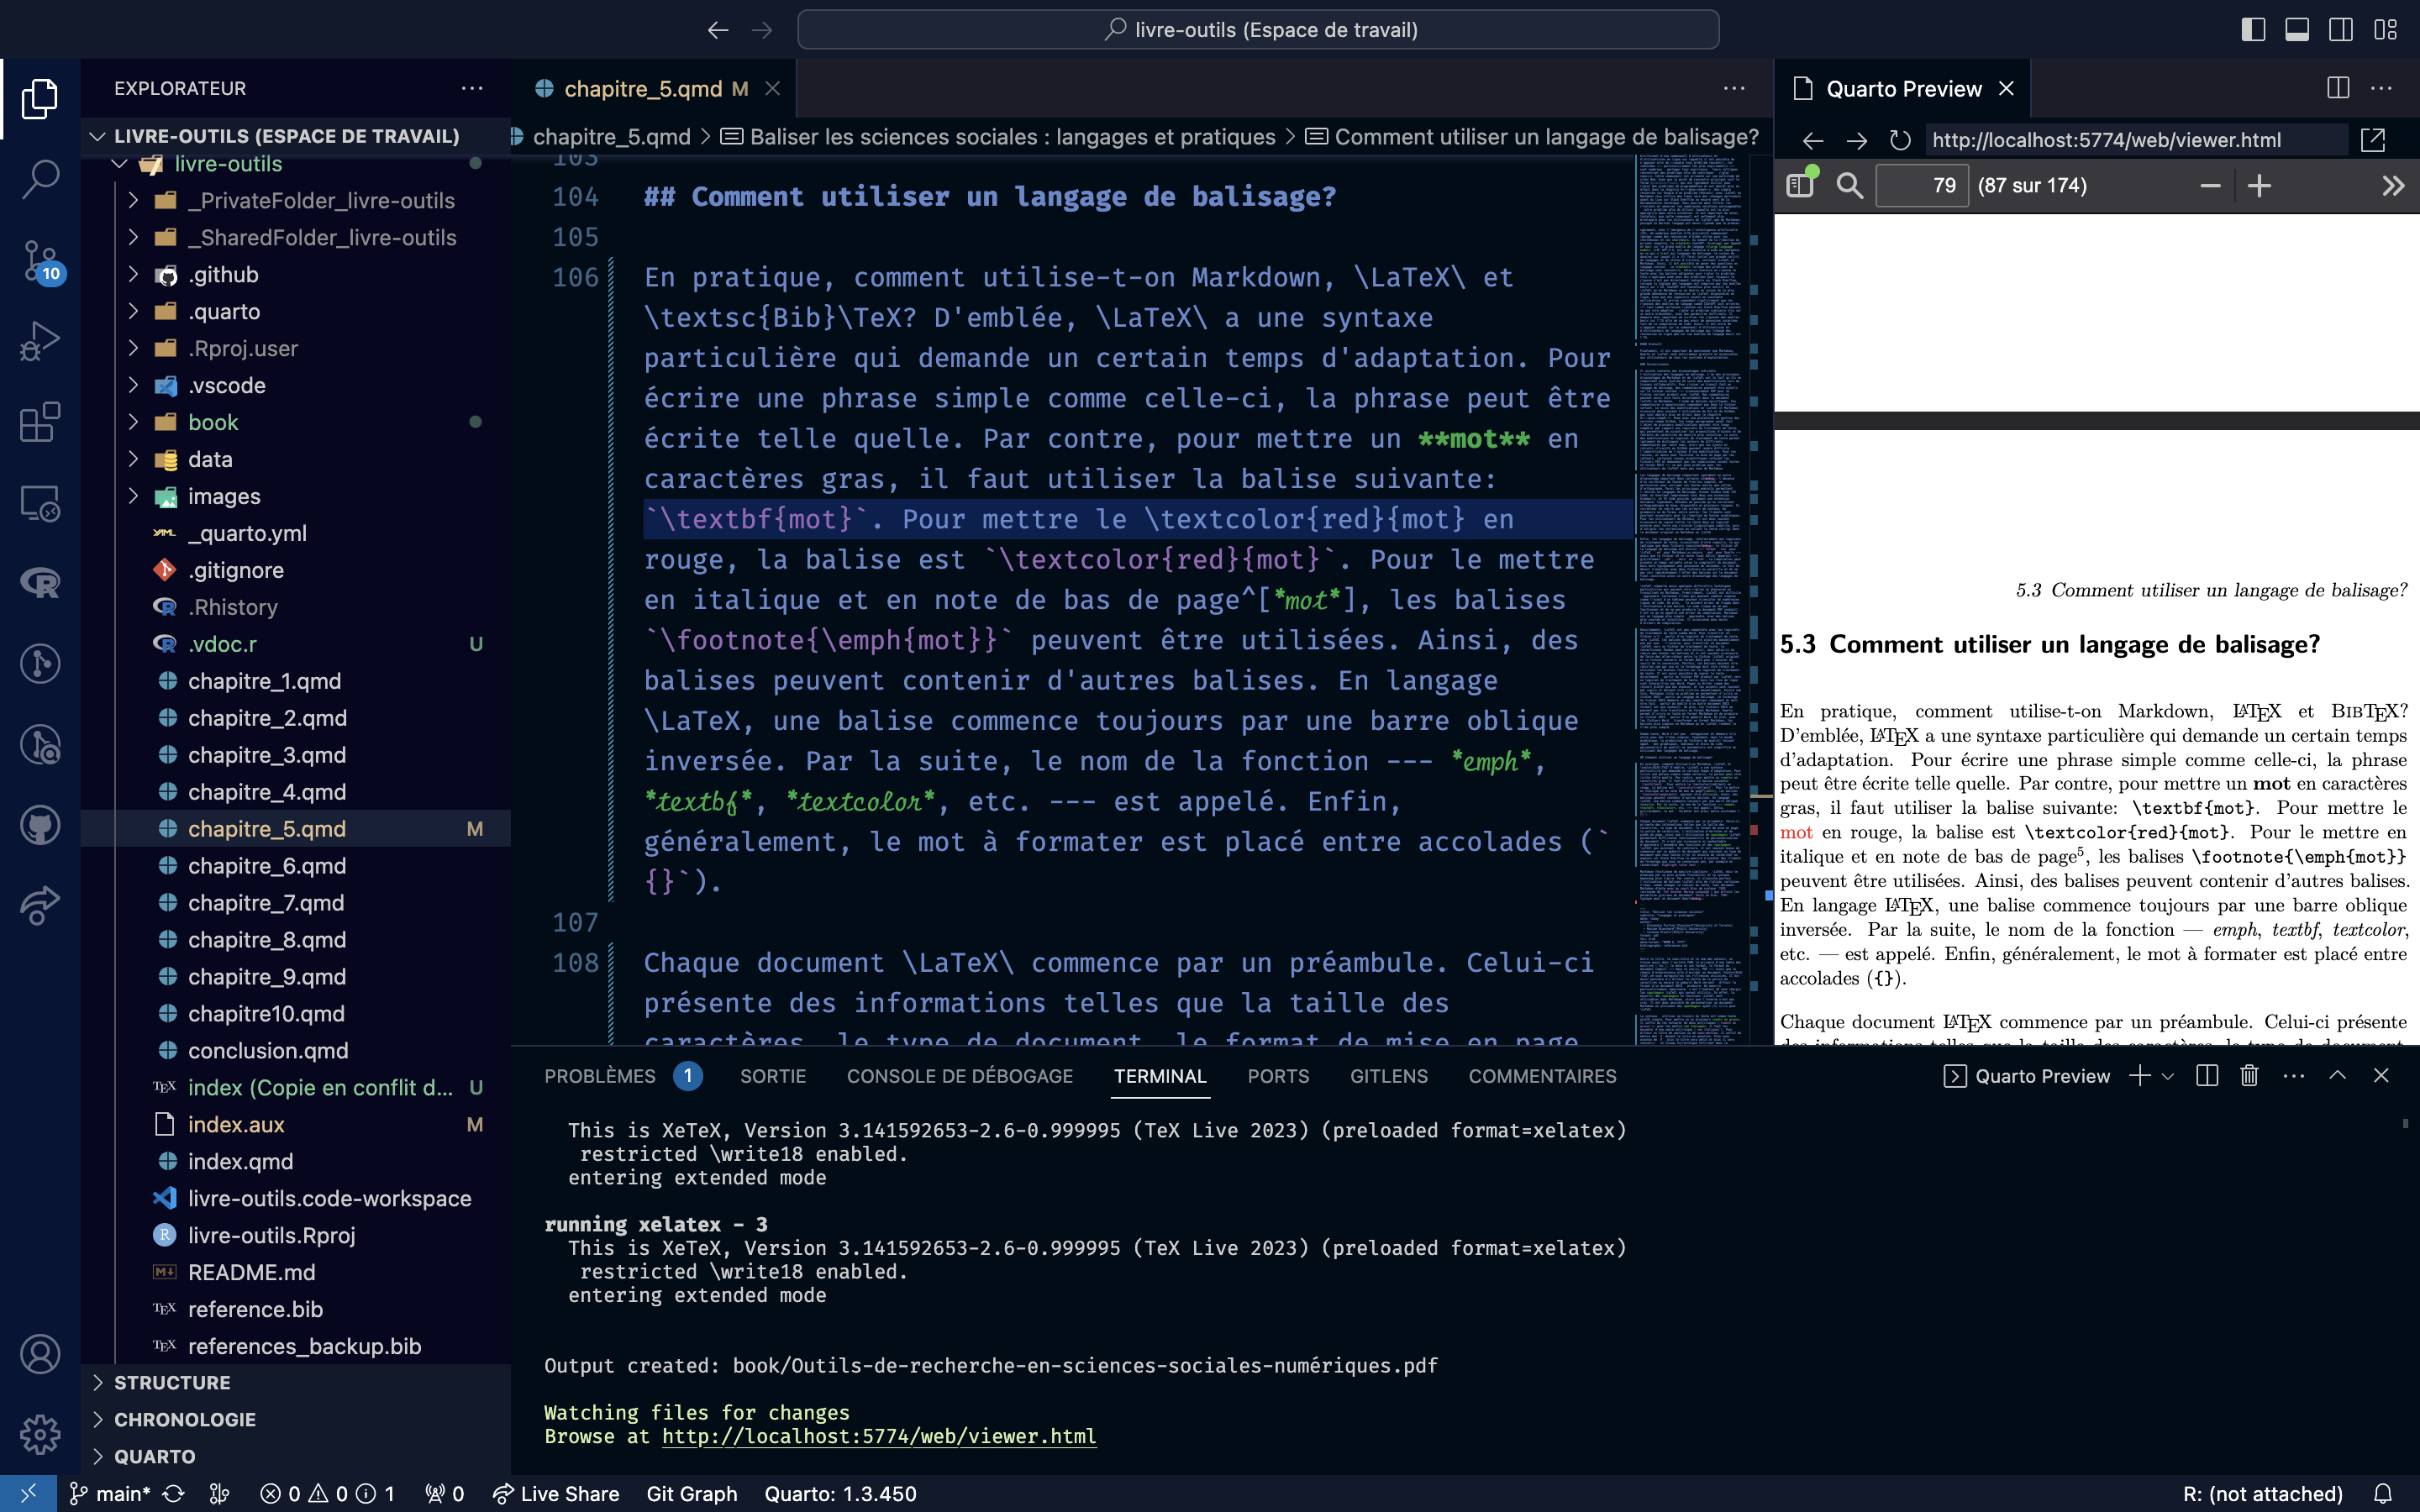 livre-outils (Espace de travail)
EXPLORATEUR
LIVRE-OUTILS (ESPACE DE TRAVAIL)
livre-outils
_PrivateFolder_livre-outils
_SharedFolder_livre-outils
.github
.quarto
.Rproj.user
.vscode
book
data
images
_quarto.yml
.gitignore
.Rhistory
.vdoc.r U
chapitre_1.qmd
chapitre_2.qmd
chapitre_3.qmd
chapitre_4.qmd
chapitre_5.qmd M
chapitre_6.qmd
chapitre_7.qmd
chapitre_8.qmd
chapitre_9.qmd
chapitre10.qmd
conclusion.qmd
index (Copie en conflit d... U
index.aux M
index.qmd
livre-outils.code-workspace
livre-outils.Rproj
README.md
reference.bib
references_backup.bib
STRUCTURE
CHRONOLOGIE
QUARTO
10
chapitre_5.qmd M
chapitre_5.qmd > Baliser les sciences sociales : langages et pratiques > Comment utiliser un langage de balisage?
103
104 ## Comment utiliser un langage de balisage?
105
106 En pratique, comment utilise-t-on Markdown, \LaTeX\ et
\textsc{Bib}\TeX? D'emblée, \LaTeX\ a une syntaxe
particulière qui demande un certain temps d'adaptation. Pour
écrire une phrase simple comme celle-ci, la phrase peut être
écrite telle quelle. Par contre, pour mettre un **mot** en
caractères gras, il faut utiliser la balise suivante:
`\textbf{mot}`. Pour mettre le \textcolor{red}{mot} en
rouge, la balise est `\textcolor{red}{mot}`. Pour le mettre
en italique et en note de bas de page^[*mot*], les balises
`\footnote{\emph{mot}}` peuvent être utilisées. Ainsi, des
balises peuvent contenir d'autres balises. En langage
\LaTeX, une balise commence toujours par une barre oblique
inversée. Par la suite, le nom de la fonction --- *emph*,
*textbf*, *textcolor*, etc. --- est appelé. Enfin,
généralement, le mot à formater est placé entre accolades (`
{}`).
107
108 Chaque document \LaTeX\ commence par un préambule. Celui-ci
présente des informations telles que la taille des
caractères, le type de document, le format de mise en page
Quarto Preview
http://localhost:5774/web/viewer.html
79 (87 sur 174)
5.3 Comment utiliser un langage de balisage?
5.3 Comment utiliser un langage de balisage?
En pratique, comment utilise-t-on Markdown, LATEX et BIBTEX?
D'emblée, LATEX a une syntaxe particulière qui demande un certain temps
d'adaptation. Pour écrire une phrase simple comme celle-ci, la phrase
peut être écrite telle quelle. Par contre, pour mettre un mot en caractères
gras, il faut utiliser la balise suivante: \textbf{mot}. Pour mettre le
mot en rouge, la balise est \textcolor{red}{mot}. Pour le mettre en
italique et en note de bas de page5, les balises \footnote{\emph{mot}}
peuvent être utilisées. Ainsi, des balises peuvent contenir d'autres balises.
En langage LATEX, une balise commence toujours par une barre oblique
inversée. Par la suite, le nom de la fonction — emph, textbf, textcolor,
etc. — est appelé. Enfin, généralement, le mot à formater est placé entre
accolades ({}).
Chaque document LATEX commence par un préambule. Celui-ci présente
des informations telles que la taille des caractères, le type de document,
PROBLÈMES 1 SORTIE CONSOLE DE DÉBOGAGE TERMINAL PORTS GITLENS COMMENTAIRES
Quarto Preview
This is XeTeX, Version 3.141592653-2.6-0.999995 (TeX Live 2023) (preloaded format=xelatex)
restricted \write18 enabled.
entering extended mode
running xelatex - 3
This is XeTeX, Version 3.141592653-2.6-0.999995 (TeX Live 2023) (preloaded format=xelatex)
restricted \write18 enabled.
entering extended mode
Output created: book/Outils-de-recherche-en-sciences-sociales-numériques.pdf
Watching files for changes
Browse at http://localhost:5774/web/viewer.html
main* 0 0 1 0 Live Share Git Graph Quarto: 1.3.450 R: (not attached)